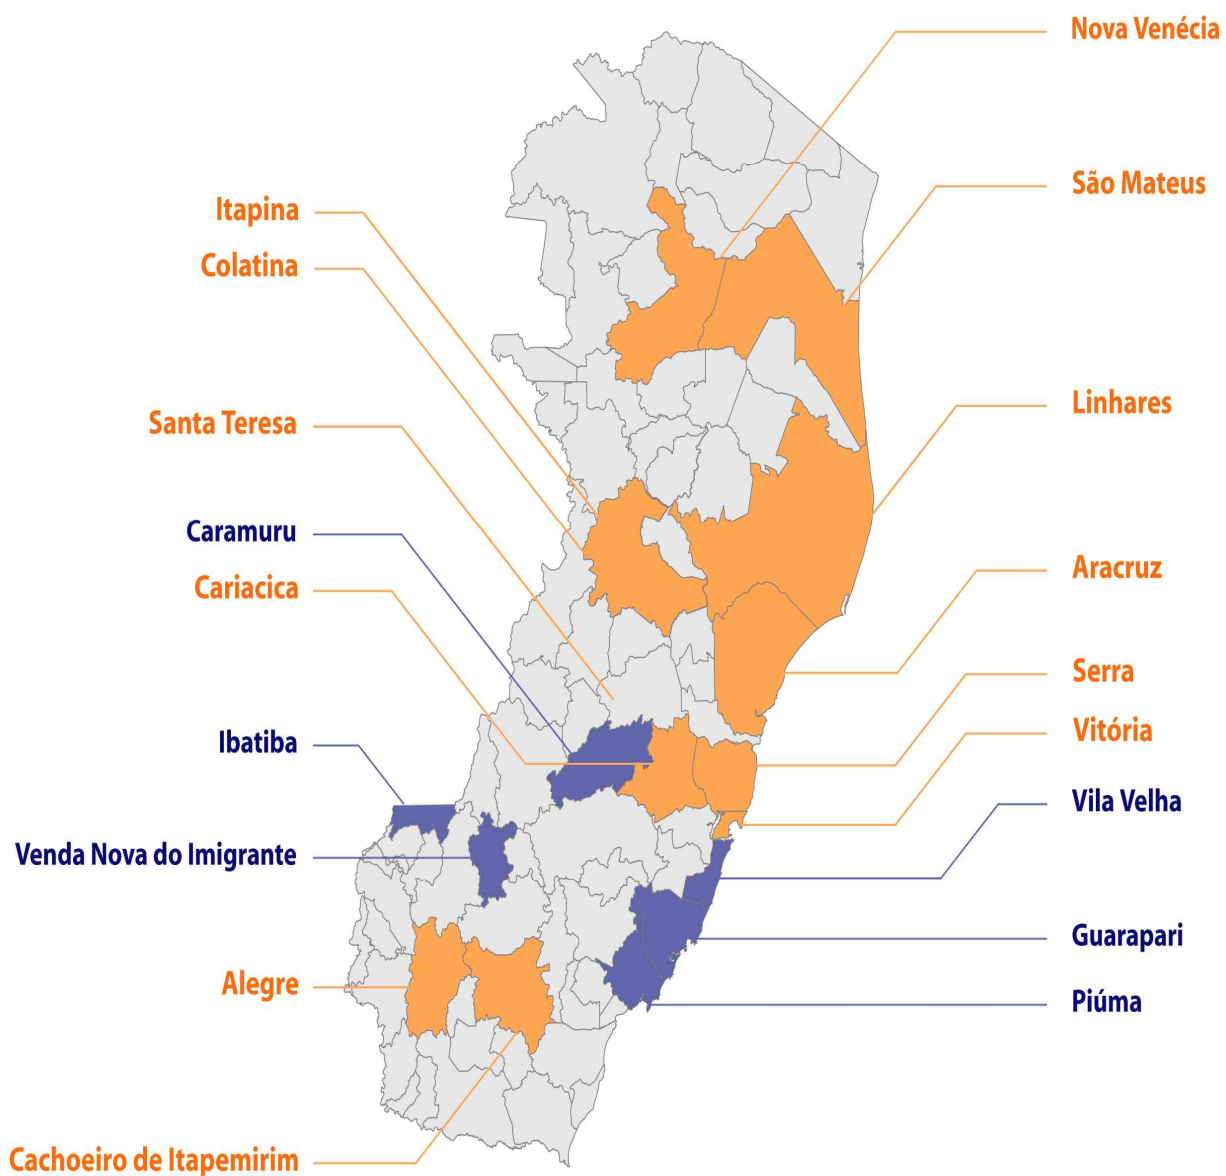 Nova Venécia
São Mateus
Itapina
Colatina
Linhares
Santa Teresa
Caramuru
Cariacica
Aracruz
Serra
Vitória
Ibatiba
Vila Velha
Venda Nova do Imigrante
Guarapari
Alegre
Piúma
Cachoeiro de Itapemirim